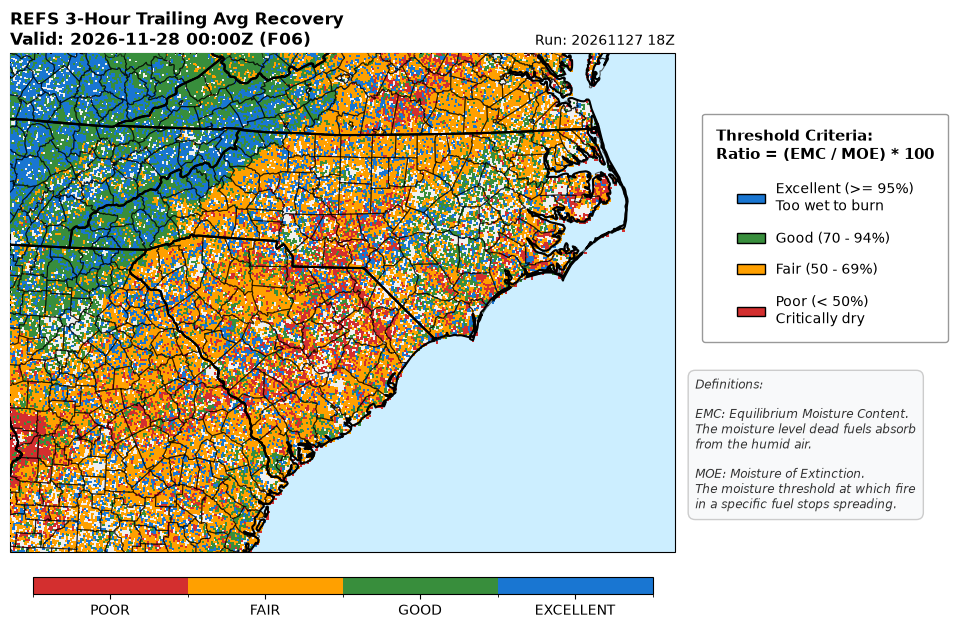 REFS 3-Hour Trailing Avg Recovery
Valid: 2026-11-28 00:00Z (F06)
Run: 20261127 18Z
Threshold Criteria:
Ratio = (EMC / MOE) * 100
Excellent (>= 95%)
Too wet to burn
Good (70 - 94%)
Fair (50 - 69%)
Poor (< 50%)
Critically dry
Definitions:
EMC: Equilibrium Moisture Content.
The moisture level dead fuels absorb
from the humid air.
MOE: Moisture of Extinction.
The moisture threshold at which fire
in a specific fuel stops spreading.
POOR FAIR GOOD EXCELLENT